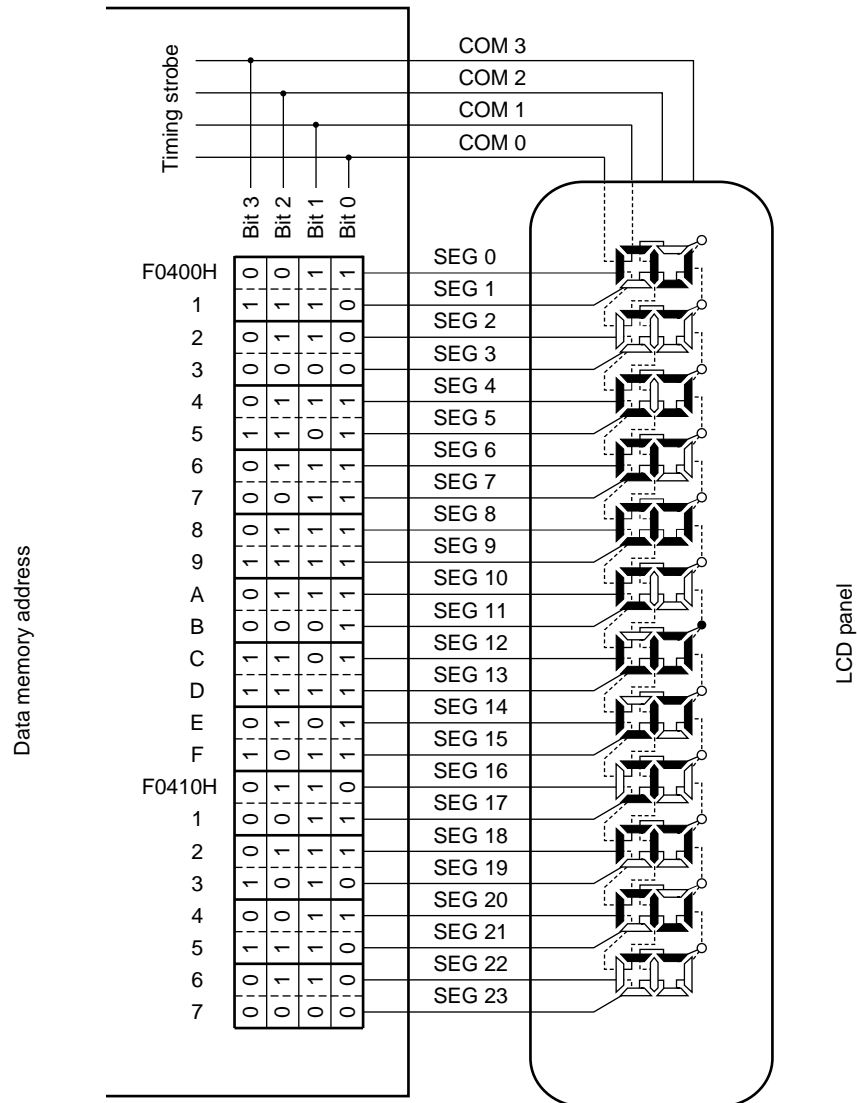 Timing strobe
COM 3
COM 2
COM 1
COM 0
Bit 3 Bit 2 Bit 1 Bit 0
F0400H 0 0 1 1 SEG 0
1 1 1 1 0 SEG 1
2 0 1 1 0 SEG 2
3 0 0 0 0 SEG 3
4 0 1 1 1 SEG 4
5 1 1 0 1 SEG 5
6 0 1 1 1 SEG 6
7 0 0 1 1 SEG 7
8 0 1 1 1 SEG 8
9 1 1 1 1 SEG 9
A 0 1 1 1 SEG 10
B 0 0 0 1 SEG 11
C 1 1 0 1 SEG 12
D 1 1 1 1 SEG 13
E 0 1 0 1 SEG 14
F 1 0 1 1 SEG 15
F0410H 0 1 1 0 SEG 16
1 0 0 1 1 SEG 17
2 0 1 1 1 SEG 18
3 1 0 1 0 SEG 19
4 0 0 1 1 SEG 20
5 1 1 1 0 SEG 21
6 0 1 1 0 SEG 22
7 0 0 0 0 SEG 23
Data memory address
LCD panel